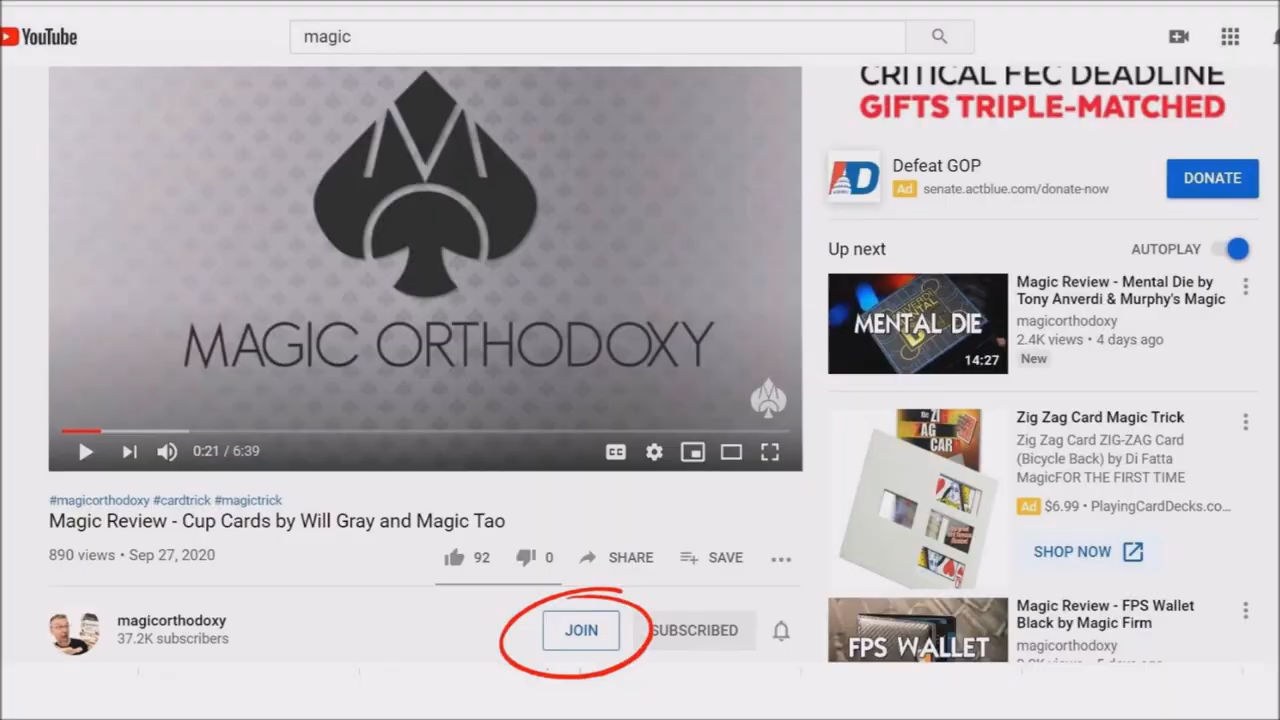 YouTube
magic
CRITICAL FEC DEADLINE
GIFTS TRIPLE-MATCHED
Defeat GOP
Ad senate.actblue.com/donate-now
DONATE
MAGIC ORTHODOXY
0:21 / 6:39
CC
#magicorthodoxy #cardtrick #magictrick
Magic Review - Cup Cards by Will Gray and Magic Tao
890 views • Sep 27, 2020
92
0
SHARE
SAVE
magicorthodoxy
37.2K subscribers
JOIN
SUBSCRIBED
Up next
AUTOPLAY
MENTAL DIE
14:27
Magic Review - Mental Die by
Tony Anverdi & Murphy's Magic
magicorthodoxy
2.4K views • 4 days ago
New
ZIG
ZAG
CARD
Zig Zag Card Magic Trick
Zig Zag Card ZIG-ZAG Card
(Bicycle Back) by Di Fatta
MagicFOR THE FIRST TIME
Ad $6.99 • PlayingCardDecks.co...
SHOP NOW
FPS WALLET
Magic Review - FPS Wallet
Black by Magic Firm
magicorthodoxy